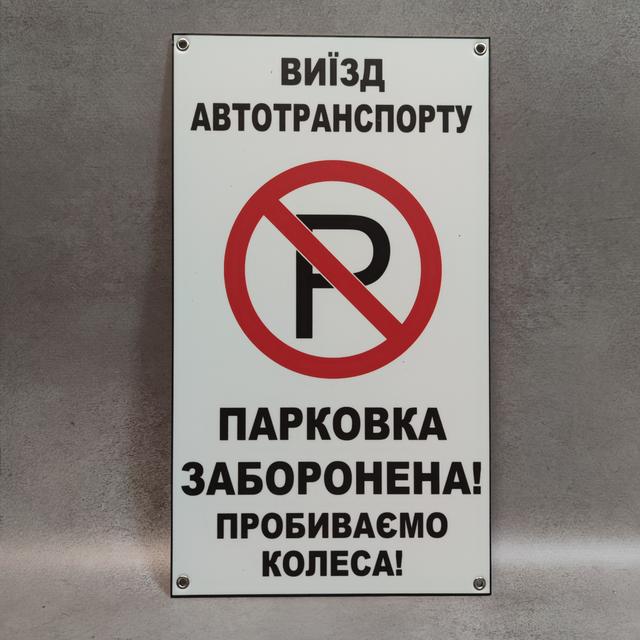 ВИЇЗД
АВТОТРАНСПОРТУ
P
ПАРКОВКА
ЗАБОРОНЕНА!
ПРОБИВАЄМО
КОЛЕСА!